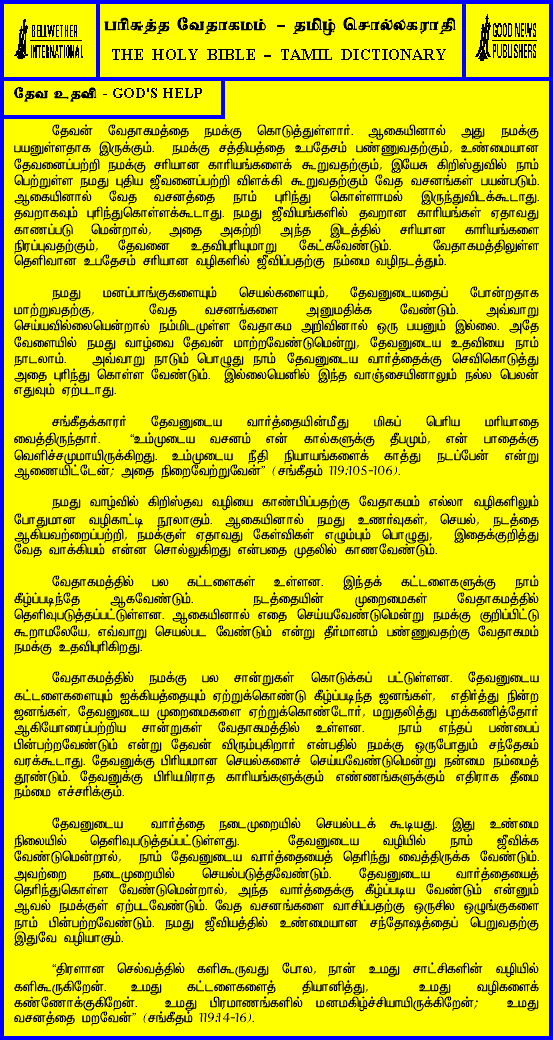 BELLWETHER
INTERNATIONAL
பரிசுத்த வேதாகமம் – தமிழ் சொல்லகராதி
THE HOLY BIBLE – TAMIL DICTIONARY
GOOD NEWS
PUBLISHERS
தேவ உதவி - GOD'S HELP
தேவன் வேதாகமத்தை நமக்கு கொடுத்துள்ளார். ஆகையினால் அது நமக்கு
பயனுள்ளதாக இருக்கும். நமக்கு சத்தியத்தை உபதேசம் பண்ணுவதற்கும், உண்மையான
தேவனைப்பற்றி நமக்கு சரியான காரியங்களைக் கூறுவதற்கும், இயேசு கிறிஸ்துவில் நாம்
பெற்றுள்ள நமது புதிய ஜீவனைப்பற்றி விளக்கி கூறுவதற்கும் வேத வசனங்கள் பயன்படும்.
ஆகையினால் வேத வசனத்தை நாம் புரிந்து கொள்ளாமல் இருந்துவிடக்கூடாது.
தவறாகவும் புரிந்துகொள்ளக்கூடாது. நமது ஜீவியங்களில் தவறான காரியங்கள் ஏதாவது
காணப்படு மென்றால், அதை அகற்றி அந்த இடத்தில் சரியான காரியங்களை
நிரப்புவதற்கும், தேவனை உதவிபுரியுமாறு கேட்கவேண்டும். வேதாகமத்திலுள்ள
தெளிவான உபதேசம் சரியான வழிகளில் ஜீவிப்பதற்கு நம்மை வழிநடத்தும்.
நமது மனப்பாங்குகளையும் செயல்களையும், தேவனுடையதைப் போன்றதாக
மாற்றுவதற்கு, வேத வசனங்களை அனுமதிக்க வேண்டும். அவ்வாறு
செய்யவில்லையென்றால் நம்மிடமுள்ள வேதாகம அறிவினால் ஒரு பயனும் இல்லை. அதே
வேளையில் நமது வாழ்வை தேவன் மாற்றவேண்டுமென்று, தேவனுடைய உதவியை நாம்
நாடலாம். அவ்வாறு நாடும் பொழுது நாம் தேவனுடைய வார்த்தைக்கு செவிகொடுத்து
அதை புரிந்து கொள்ள வேண்டும். இல்லையெனில் இந்த வாஞ்சையினாலும் நல்ல பெலன்
எதுவும் ஏற்படாது.
சங்கீதக்காரர் தேவனுடைய வார்த்தையின்மீது மிகப் பெரிய மரியாதை
வைத்திருந்தார். "உம்முடைய வசனம் என் கால்களுக்கு தீபமும், என் பாதைக்கு
வெளிச்சமுமாயிருக்கிறது. உம்முடைய நீதி நியாயங்களைக் காத்து நடப்பேன் என்று
ஆணையிட்டேன்; அதை நிறைவேற்றுவேன்" (சங்கீதம் 119:105-106).
நமது வாழ்வில் கிறிஸ்தவ வழியை காண்பிப்பதற்கு வேதாகமம் எல்லா வழிகளிலும்
போதுமான வழிகாட்டி நூலாகும். ஆகையினால் நமது உணர்வுகள், செயல், நடத்தை
ஆகியவற்றைப்பற்றி, நமக்குள் ஏதாவது கேள்விகள் எழும்பும் பொழுது, இதைக்குறித்து
வேத வாக்கியம் என்ன சொல்லுகிறது என்பதை முதலில் காணவேண்டும்.
வேதாகமத்தில் பல கட்டளைகள் உள்ளன. இந்தக் கட்டளைகளுக்கு நாம்
கீழ்ப்படிந்தே ஆகவேண்டும். நடத்தையின் முறைமைகள் வேதாகமத்தில்
தெளிவுபடுத்தப்பட்டுள்ளன. ஆகையினால் எதை செய்யவேண்டுமென்று நமக்கு குறிப்பிட்டு
கூறாமலேயே, எவ்வாறு செயல்பட வேண்டும் என்று தீர்மானம் பண்ணுவதற்கு வேதாகமம்
நமக்கு உதவிபுரிகிறது.
வேதாகமத்தில் நமக்கு பல சான்றுகள் கொடுக்கப் பட்டுள்ளன. தேவனுடைய
கட்டளைகளையும் ஐக்கியத்தையும் ஏற்றுக்கொண்டு கீழ்ப்படிந்த ஜனங்கள், எதிர்த்து நின்ற
ஜனங்கள், தேவனுடைய முறைமைகளை ஏற்றுக்கொண்டோர், மறுதலித்து புறக்கணித்தோர்
ஆகியோரைப்பற்றிய சான்றுகள் வேதாகமத்தில் உள்ளன. நாம் எந்தப் பண்பைப்
பின்பற்றவேண்டும் என்று தேவன் விரும்புகிறார் என்பதில் நமக்கு ஒருபோதும் சந்தேகம்
வரக்கூடாது. தேவனுக்கு பிரியமான செயல்களைச் செய்யவேண்டுமென்று நன்மை நம்மைத்
தூண்டும். தேவனுக்கு பிரியமிராத காரியங்களுக்கும் எண்ணங்களுக்கும் எதிராக தீமை
நம்மை எச்சரிக்கும்.
தேவனுடைய வார்த்தை நடைமுறையில் செயல்படக் கூடியது. இது உண்மை
நிலையில் தெளிவுபடுத்தப்பட்டுள்ளது. தேவனுடைய வழியில் நாம் ஜீவிக்க
வேண்டுமென்றால், நாம் தேவனுடைய வார்த்தையைத் தெரிந்து வைத்திருக்க வேண்டும்.
அவற்றை நடைமுறையில் செயல்படுத்தவேண்டும். தேவனுடைய வார்த்தையைத்
தெரிந்துகொள்ள வேண்டுமென்றால், அந்த வார்த்தைக்கு கீழ்ப்படிய வேண்டும் என்னும்
ஆவல் நமக்குள் ஏற்படவேண்டும். வேத வசனங்களை வாசிப்பதற்கு ஒருசில ஒழுங்குகளை
நாம் பின்பற்றவேண்டும். நமது ஜீவியத்தில் உண்மையான சந்தோஷத்தைப் பெறுவதற்கு
இதுவே வழியாகும்.
"திரளான செல்வத்தில் களிகூருவது போல, நான் உமது சாட்சிகளின் வழியில்
களிகூருகிறேன். உமது கட்டளைகளைத் தியானித்து, உமது வழிகளைக்
கண்ணோக்குகிறேன். உமது பிரமாணங்களில் மனமகிழ்ச்சியாயிருக்கிறேன்; உமது
வசனத்தை மறவேன்" (சங்கீதம் 119:14-16).